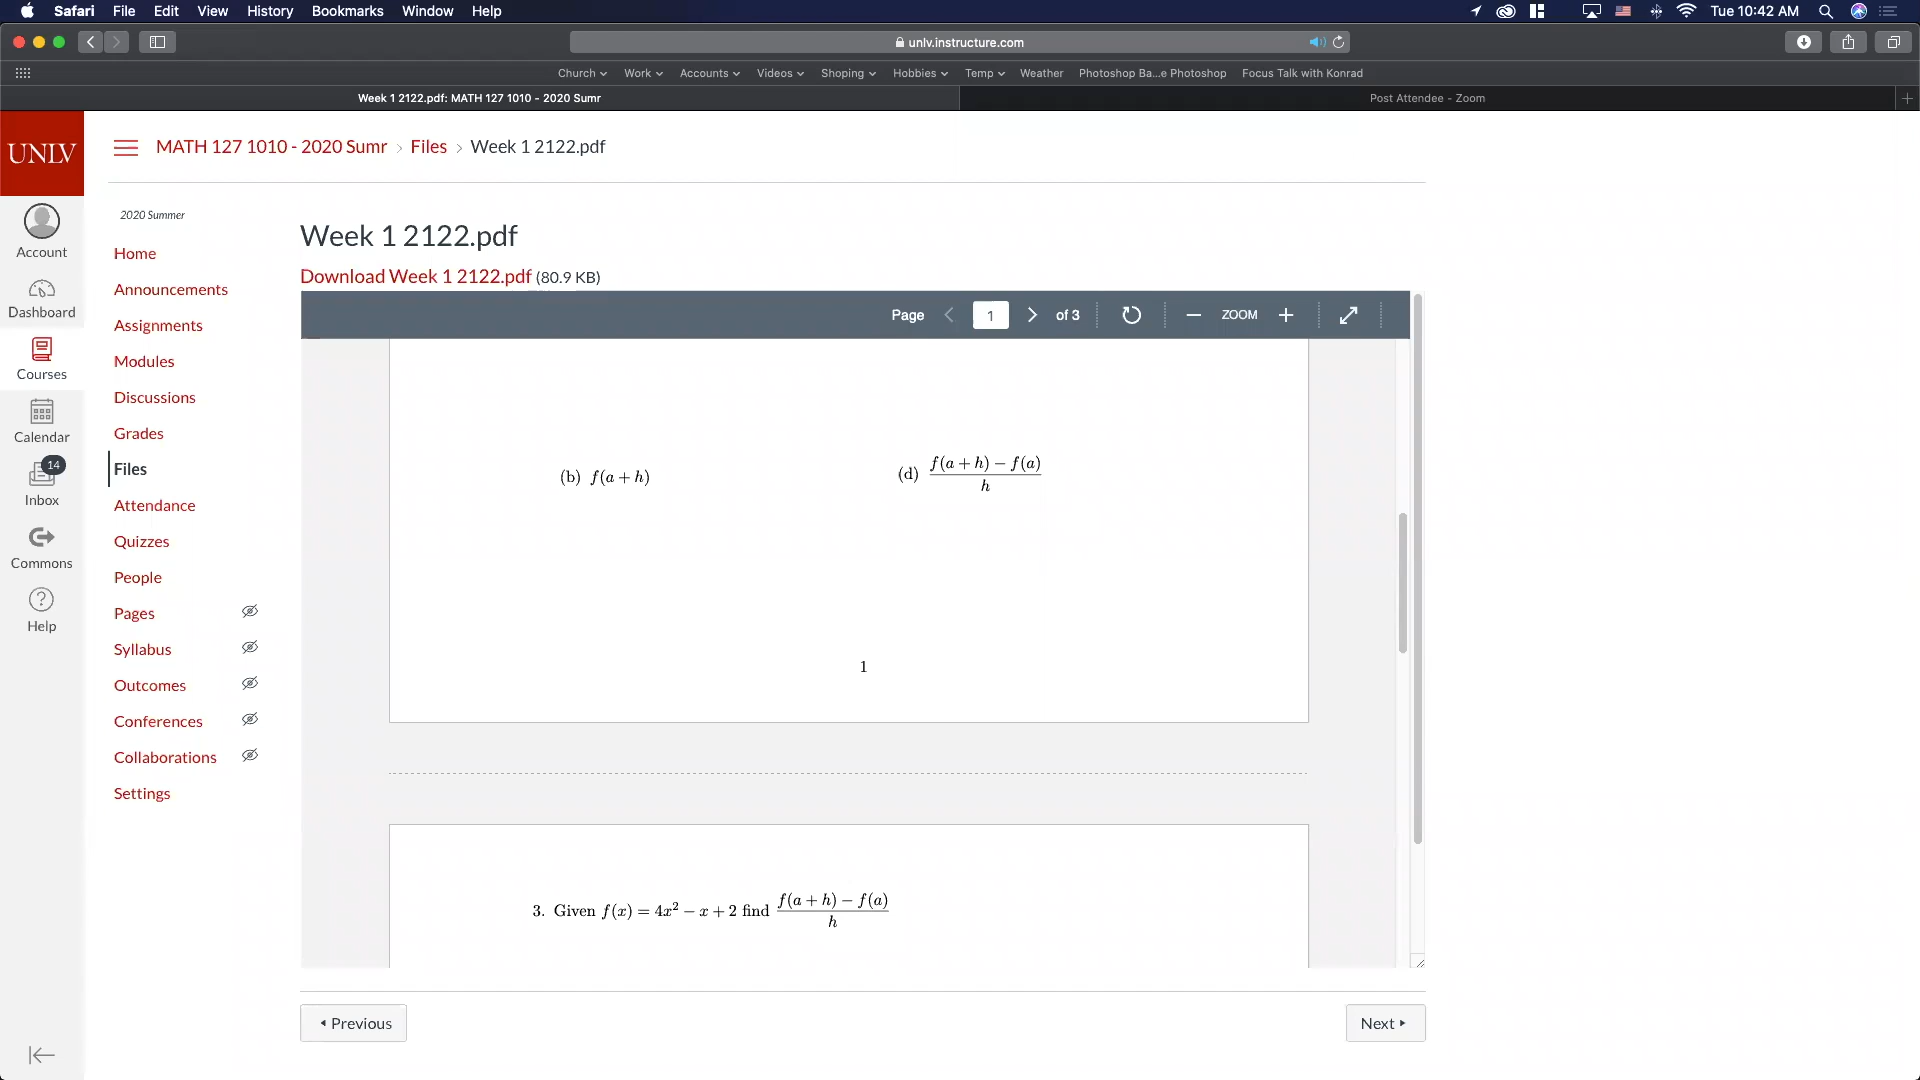 Safari File Edit View History Bookmarks Window Help Tue 10:42 AM
unlv.instructure.com
Church Work Accounts Videos Shoping Hobbies Temp Weather Photoshop Ba...e Photoshop Focus Talk with Konrad
Week 1 2122.pdf: MATH 127 1010 - 2020 Sumr Post Attendee - Zoom
UNLV
Account
Dashboard
Courses
Calendar
14
Inbox
Commons
Help
MATH 127 1010 - 2020 Sumr › Files › Week 1 2122.pdf
2020 Summer
Home
Announcements
Assignments
Modules
Discussions
Grades
Files
Attendance
Quizzes
People
Pages
Syllabus
Outcomes
Conferences
Collaborations
Settings
Week 1 2122.pdf
Download Week 1 2122.pdf (80.9 KB)
Page 1 of 3 ZOOM
(b) f(a + h)
(d) f(a + h) − f(a) / h
1
3. Given f(x) = 4x² − x + 2 find f(a + h) − f(a) / h
Previous
Next